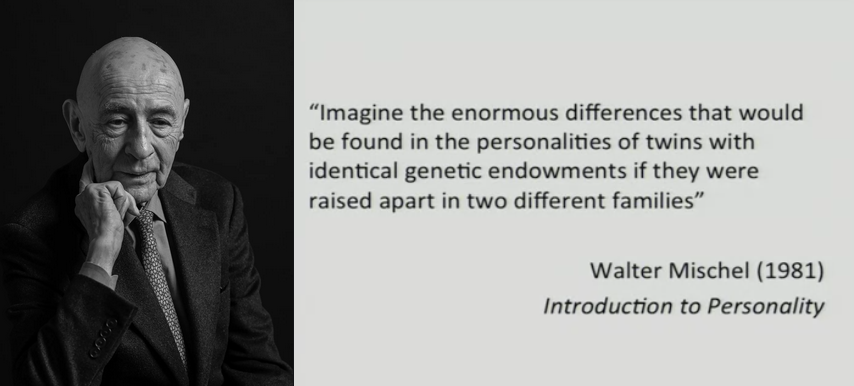 “Imagine the enormous differences that would
be found in the personalities of twins with
identical genetic endowments if they were
raised apart in two different families”
Walter Mischel (1981)
Introduction to Personality